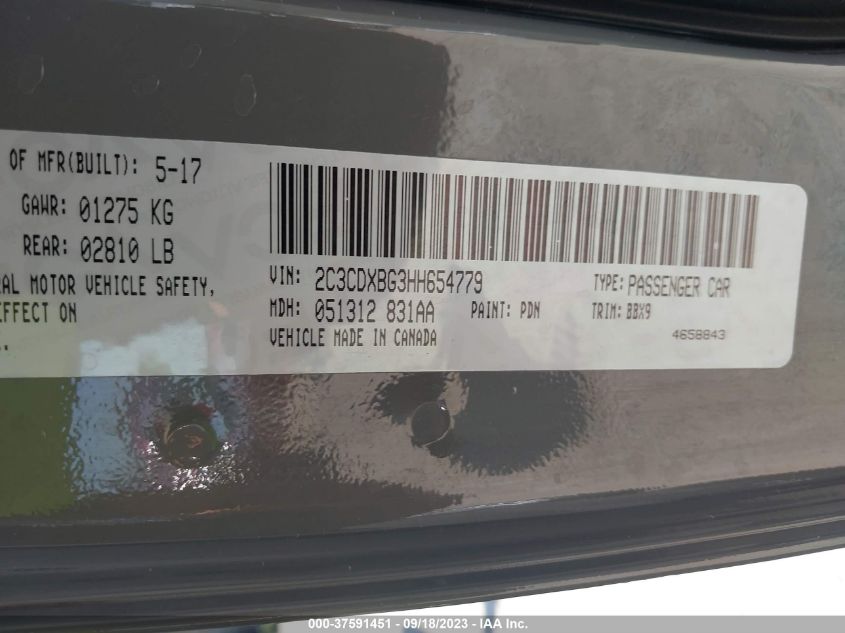 OF MFR(BUILT): 5-17
GAWR: 01275 KG
REAR: 02810 LB
RAL MOTOR VEHICLE SAFETY,
EFFECT ON
VIN: 2C3CDXBG3HH654779
TYPE: PASSENGER CAR
MDH: 051312 831AA
PAINT: PDN
TRIM: BBX9
VEHICLE MADE IN CANADA
4658843
000-37591451 - 09/18/2023 - IAA Inc.